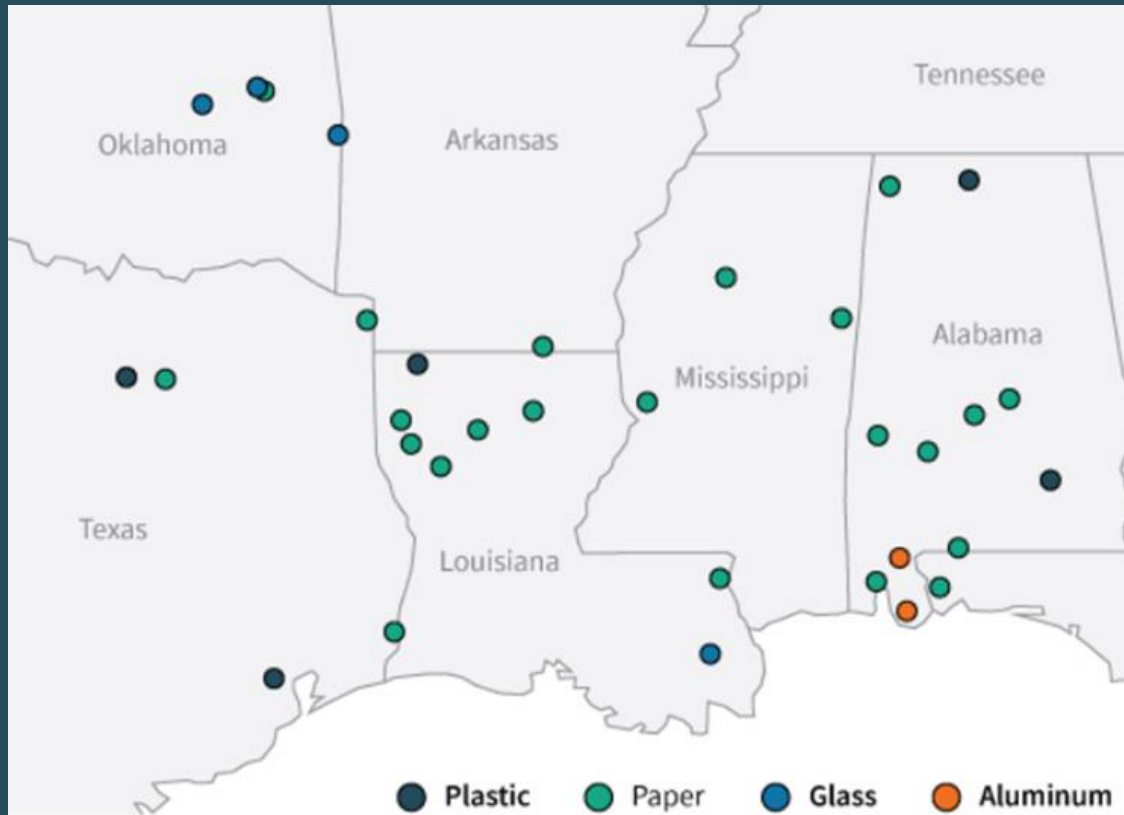 Tennessee
Oklahoma
Arkansas
Alabama
Mississippi
Texas
Louisiana
Plastic Paper Glass Aluminum